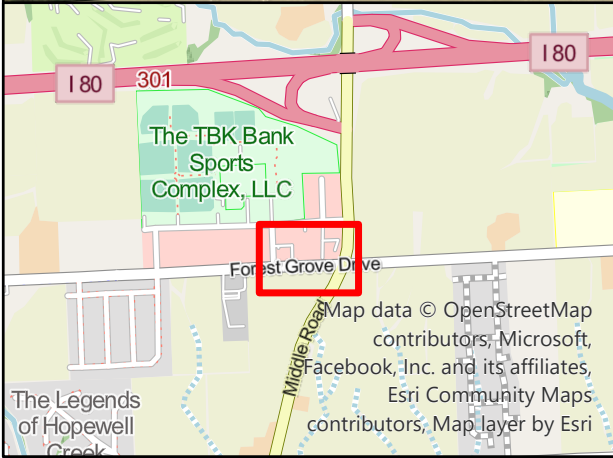 I 80
301
I 80
The TBK Bank
Sports
Complex, LLC
Forest Grove Drive
Middle Road
Map data © OpenStreetMap
contributors, Microsoft,
Facebook, Inc. and its affiliates,
Esri Community Maps
contributors, Map layer by Esri
The Legends
of Hopewell
Creek